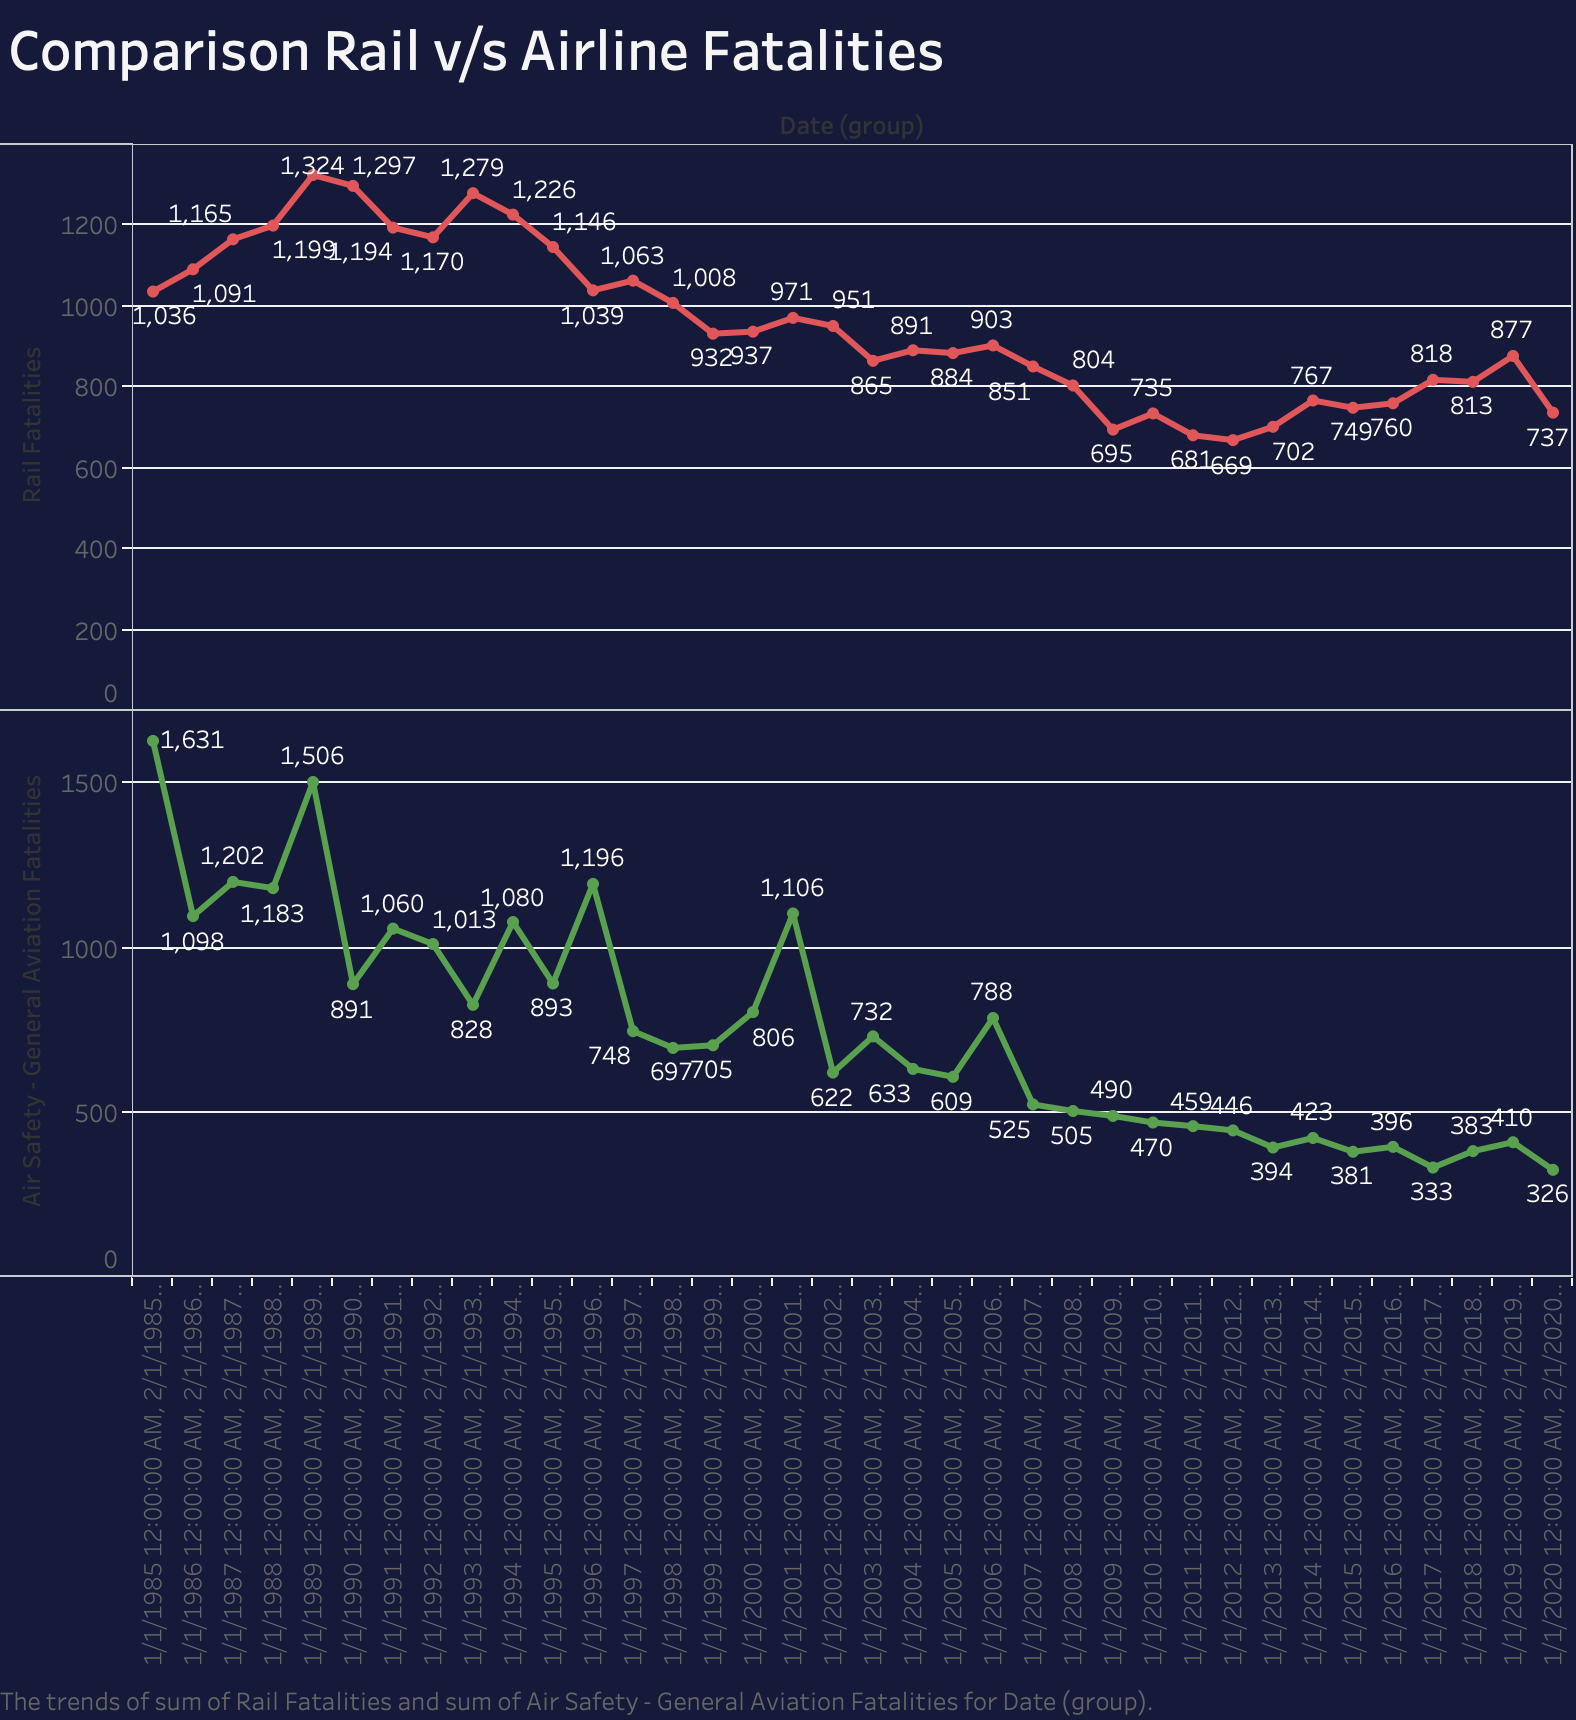 Comparison Rail v/s Airline Fatalities
Date (group)
Rail Fatalities
1200
1000
800
600
400
200
0
1,036
1,091
1,165
1,199
1,324
1,297
1,194
1,170
1,279
1,226
1,146
1,039
1,063
1,008
932
937
971
951
865
891
884
903
851
804
695
735
681
669
702
767
749
760
818
813
877
737
Air Safety - General Aviation Fatalities
1500
1000
500
0
1,631
1,098
1,202
1,183
1,506
891
1,060
1,013
828
1,080
893
1,196
748
697
705
806
1,106
622
732
633
609
788
525
505
490
470
459
446
394
423
381
396
333
383
410
326
1/1/1985 12:00:00 AM, 2/1/1985..
1/1/1986 12:00:00 AM, 2/1/1986..
1/1/1987 12:00:00 AM, 2/1/1987..
1/1/1988 12:00:00 AM, 2/1/1988..
1/1/1989 12:00:00 AM, 2/1/1989..
1/1/1990 12:00:00 AM, 2/1/1990..
1/1/1991 12:00:00 AM, 2/1/1991..
1/1/1992 12:00:00 AM, 2/1/1992..
1/1/1993 12:00:00 AM, 2/1/1993..
1/1/1994 12:00:00 AM, 2/1/1994..
1/1/1995 12:00:00 AM, 2/1/1995..
1/1/1996 12:00:00 AM, 2/1/1996..
1/1/1997 12:00:00 AM, 2/1/1997..
1/1/1998 12:00:00 AM, 2/1/1998..
1/1/1999 12:00:00 AM, 2/1/1999..
1/1/2000 12:00:00 AM, 2/1/2000..
1/1/2001 12:00:00 AM, 2/1/2001..
1/1/2002 12:00:00 AM, 2/1/2002..
1/1/2003 12:00:00 AM, 2/1/2003..
1/1/2004 12:00:00 AM, 2/1/2004..
1/1/2005 12:00:00 AM, 2/1/2005..
1/1/2006 12:00:00 AM, 2/1/2006..
1/1/2007 12:00:00 AM, 2/1/2007..
1/1/2008 12:00:00 AM, 2/1/2008..
1/1/2009 12:00:00 AM, 2/1/2009..
1/1/2010 12:00:00 AM, 2/1/2010..
1/1/2011 12:00:00 AM, 2/1/2011..
1/1/2012 12:00:00 AM, 2/1/2012..
1/1/2013 12:00:00 AM, 2/1/2013..
1/1/2014 12:00:00 AM, 2/1/2014..
1/1/2015 12:00:00 AM, 2/1/2015..
1/1/2016 12:00:00 AM, 2/1/2016..
1/1/2017 12:00:00 AM, 2/1/2017..
1/1/2018 12:00:00 AM, 2/1/2018..
1/1/2019 12:00:00 AM, 2/1/2019..
1/1/2020 12:00:00 AM, 2/1/2020..
The trends of sum of Rail Fatalities and sum of Air Safety - General Aviation Fatalities for Date (group).